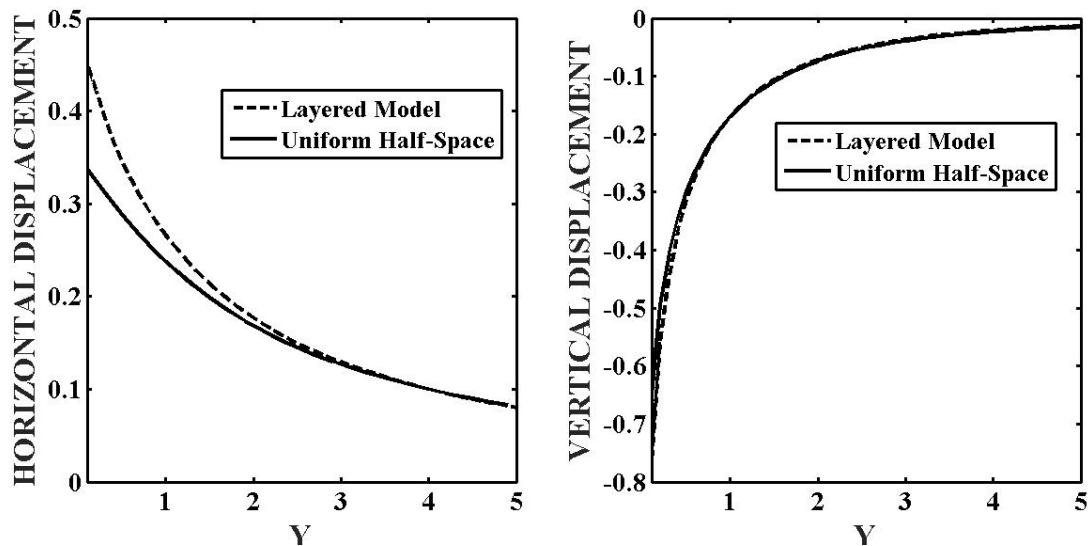 HORIZONTAL DISPLACEMENT
0.5
0.4
0.3
0.2
0.1
0
1 2 3 4 5
Y
Layered Model
Uniform Half-Space
VERTICAL DISPLACEMENT
0
-0.1
-0.2
-0.3
-0.4
-0.5
-0.6
-0.7
-0.8
1 2 3 4 5
Y
Layered Model
Uniform Half-Space